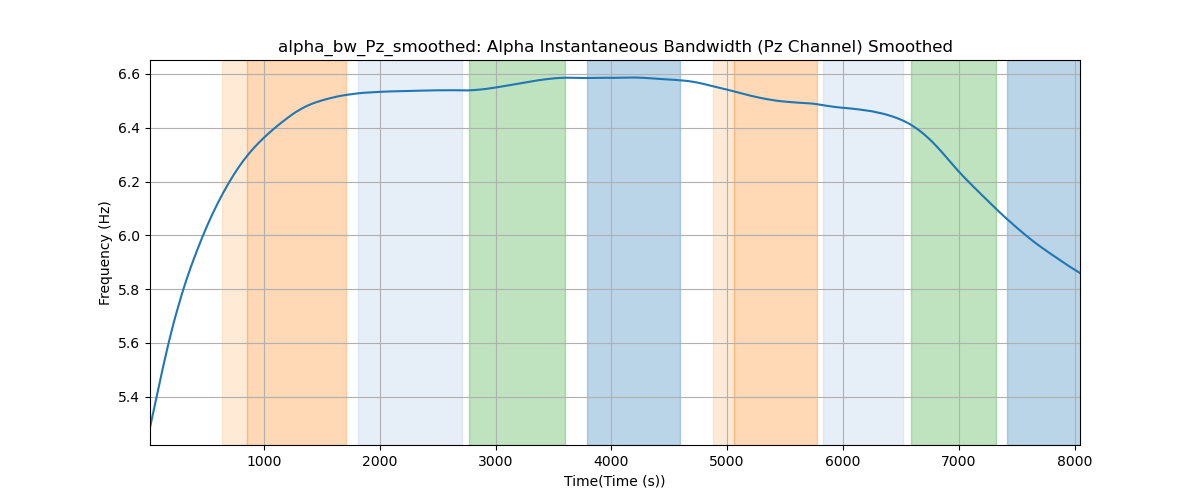 alpha_bw_Pz_smoothed: Alpha Instantaneous Bandwidth (Pz Channel) Smoothed
Frequency (Hz)
6.6
6.4
6.2
6.0
5.8
5.6
5.4
1000 2000 3000 4000 5000 6000 7000 8000
Time(Time (s))